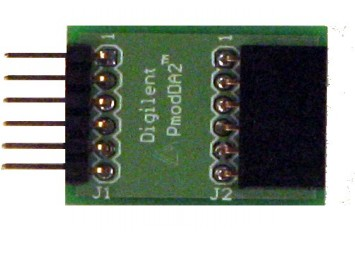 1
1
Digilent
PmodDA2™
J1
J2